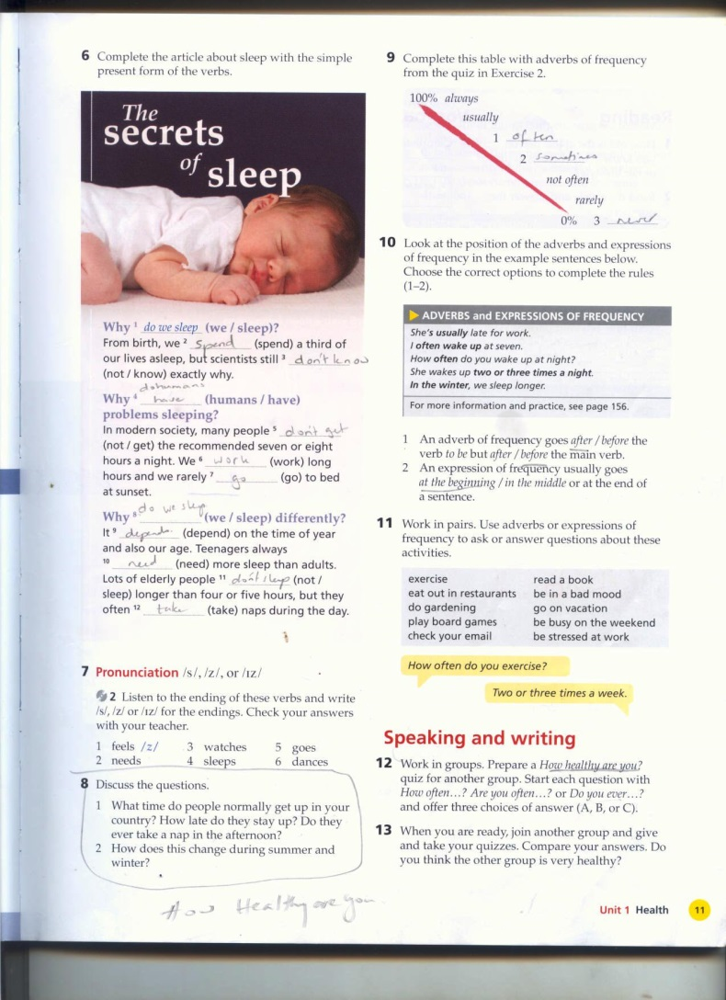 6 Complete the article about sleep with the simple
present form of the verbs.
The
secrets
of sleep
Why 1 do we sleep (we / sleep)?
From birth, we 2 spend (spend) a third of
our lives asleep, but scientists still 3 don't know
(not / know) exactly why.
do humans
Why 4 have (humans / have)
problems sleeping?
In modern society, many people 5 don't get
(not / get) the recommended seven or eight
hours a night. We 6 work (work) long
hours and we rarely 7 go (go) to bed
at sunset.
Why 8 do we sleep (we / sleep) differently?
It 9 depends (depend) on the time of year
and also our age. Teenagers always
10 need (need) more sleep than adults.
Lots of elderly people 11 don't sleep (not /
sleep) longer than four or five hours, but they
often 12 take (take) naps during the day.
7 Pronunciation /s/, /z/, or /ɪz/
2 Listen to the ending of these verbs and write
/s/, /z/ or /ɪz/ for the endings. Check your answers
with your teacher.
1 feels /z/ 3 watches 5 goes
2 needs 4 sleeps 6 dances
8 Discuss the questions.
1 What time do people normally get up in your
country? How late do they stay up? Do they
ever take a nap in the afternoon?
2 How does this change during summer and
winter?
How Healthy are you
9 Complete this table with adverbs of frequency
from the quiz in Exercise 2.
100% always
usually
1 often
2 sometimes
not often
rarely
0% 3 never
10 Look at the position of the adverbs and expressions
of frequency in the example sentences below.
Choose the correct options to complete the rules
(1–2).
ADVERBS and EXPRESSIONS OF FREQUENCY
She's usually late for work.
I often wake up at seven.
How often do you wake up at night?
She wakes up two or three times a night.
In the winter, we sleep longer.
For more information and practice, see page 156.
1 An adverb of frequency goes after / before the
verb to be but after / before the main verb.
2 An expression of frequency usually goes
at the beginning / in the middle or at the end of
a sentence.
11 Work in pairs. Use adverbs or expressions of
frequency to ask or answer questions about these
activities.
exercise read a book
eat out in restaurants be in a bad mood
do gardening go on vacation
play board games be busy on the weekend
check your email be stressed at work
How often do you exercise?
Two or three times a week.
Speaking and writing
12 Work in groups. Prepare a How healthy are you?
quiz for another group. Start each question with
How often...? Are you often...? or Do you ever...?
and offer three choices of answer (A, B, or C).
13 When you are ready, join another group and give
and take your quizzes. Compare your answers. Do
you think the other group is very healthy?
Unit 1 Health 11